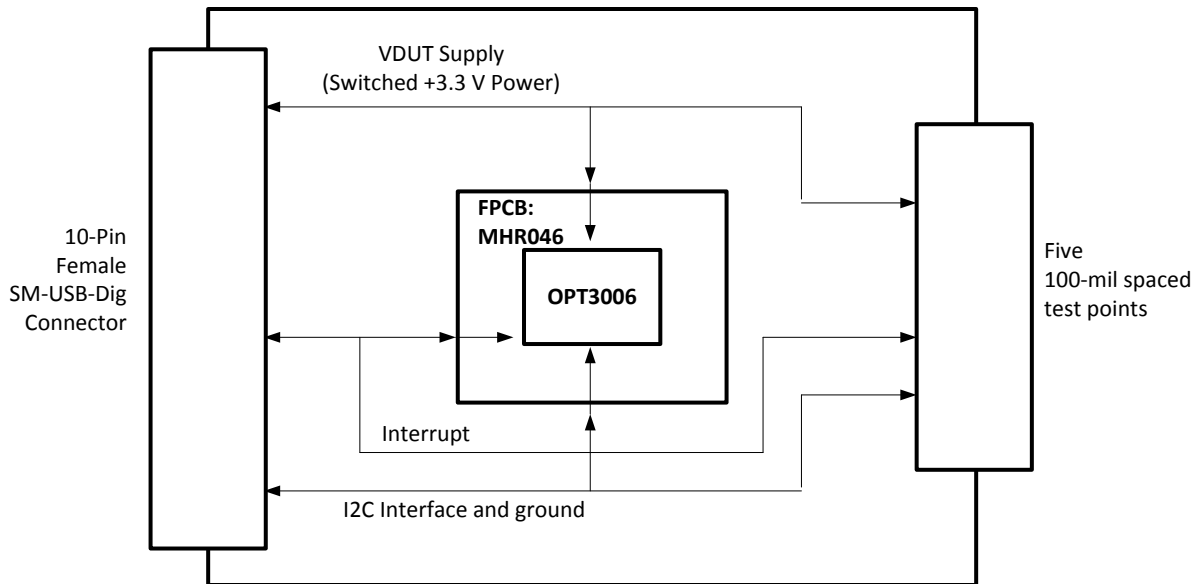 VDUT Supply
(Switched +3.3 V Power)
FPCB:
MHR046
OPT3006
10-Pin
Female
SM-USB-Dig
Connector
Five
100-mil spaced
test points
Interrupt
I2C Interface and ground